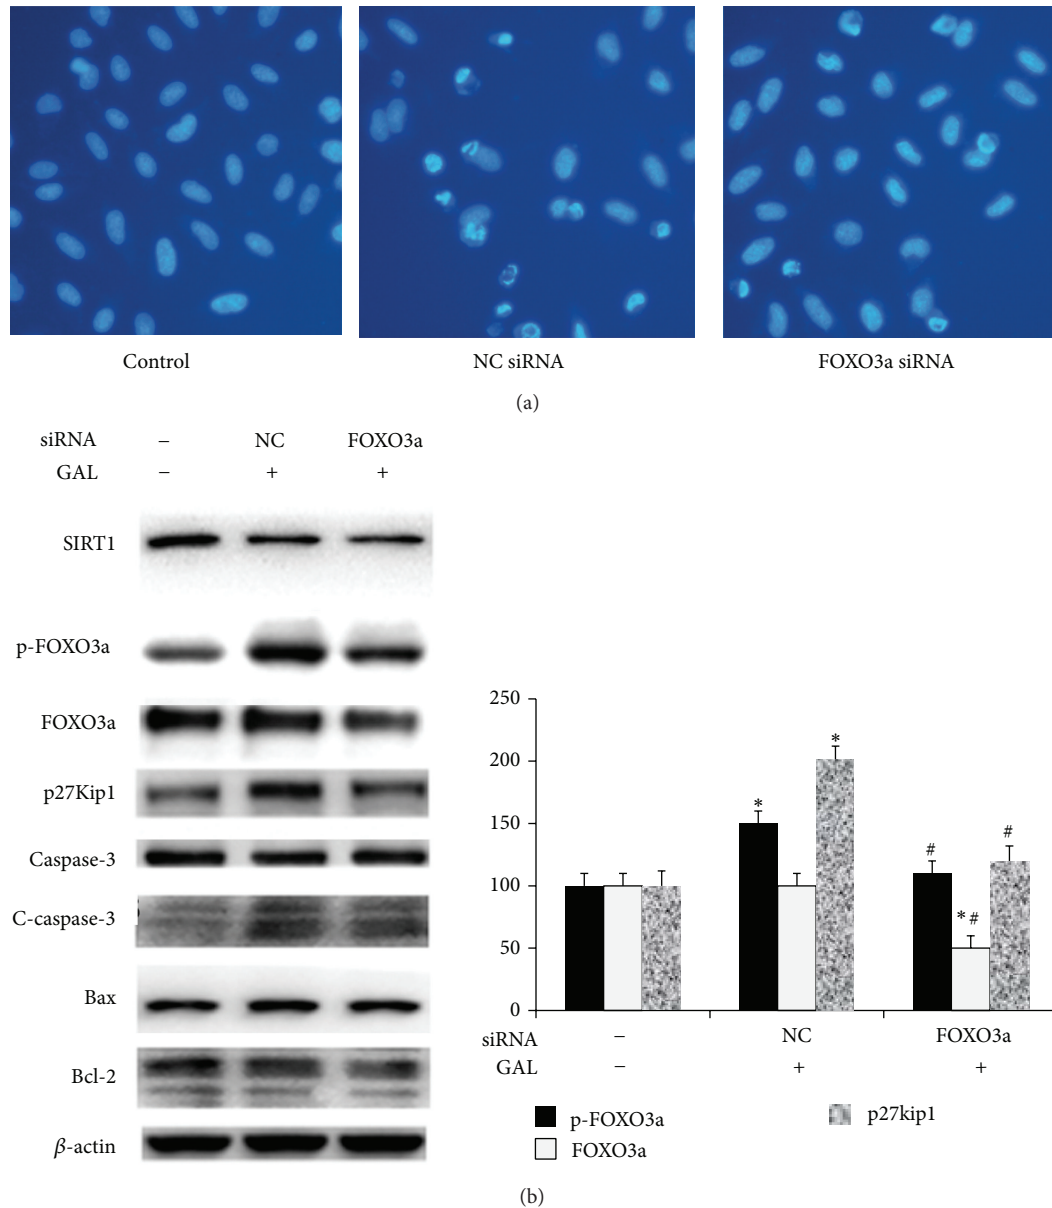 Control NC siRNA FOXO3a siRNA
(a)
siRNA − NC FOXO3a
GAL − + +
SIRT1
p-FOXO3a
FOXO3a
p27Kip1
Caspase-3
C-caspase-3
Bax
Bcl-2
β-actin
250
200
150
100
50
0
*
*
#
* #
#
siRNA − NC FOXO3a
GAL − + +
p-FOXO3a
FOXO3a
p27kip1
(b)